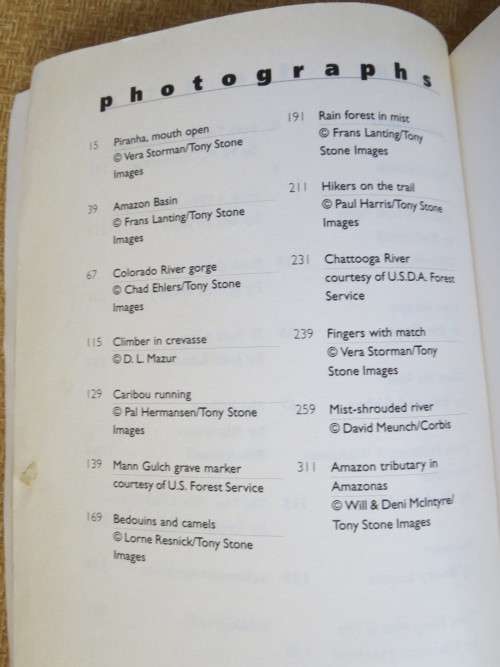 photographs
15 Piranha, mouth open
© Vera Storman/Tony Stone
Images
39 Amazon Basin
© Frans Lanting/Tony Stone
Images
67 Colorado River gorge
© Chad Ehlers/Tony Stone
Images
115 Climber in crevasse
© D. L. Mazur
129 Caribou running
© Pal Hermansen/Tony Stone
Images
139 Mann Gulch grave marker
courtesy of U.S. Forest Service
169 Bedouins and camels
© Lorne Resnick/Tony Stone
Images
191 Rain forest in mist
© Frans Lanting/Tony
Stone Images
211 Hikers on the trail
© Paul Harris/Tony Stone
Images
231 Chattooga River
courtesy of U.S.D.A. Forest
Service
239 Fingers with match
© Vera Storman/Tony
Stone Images
259 Mist-shrouded river
© David Meunch/Corbis
311 Amazon tributary in
Amazonas
© Will & Deni McIntyre/
Tony Stone Images